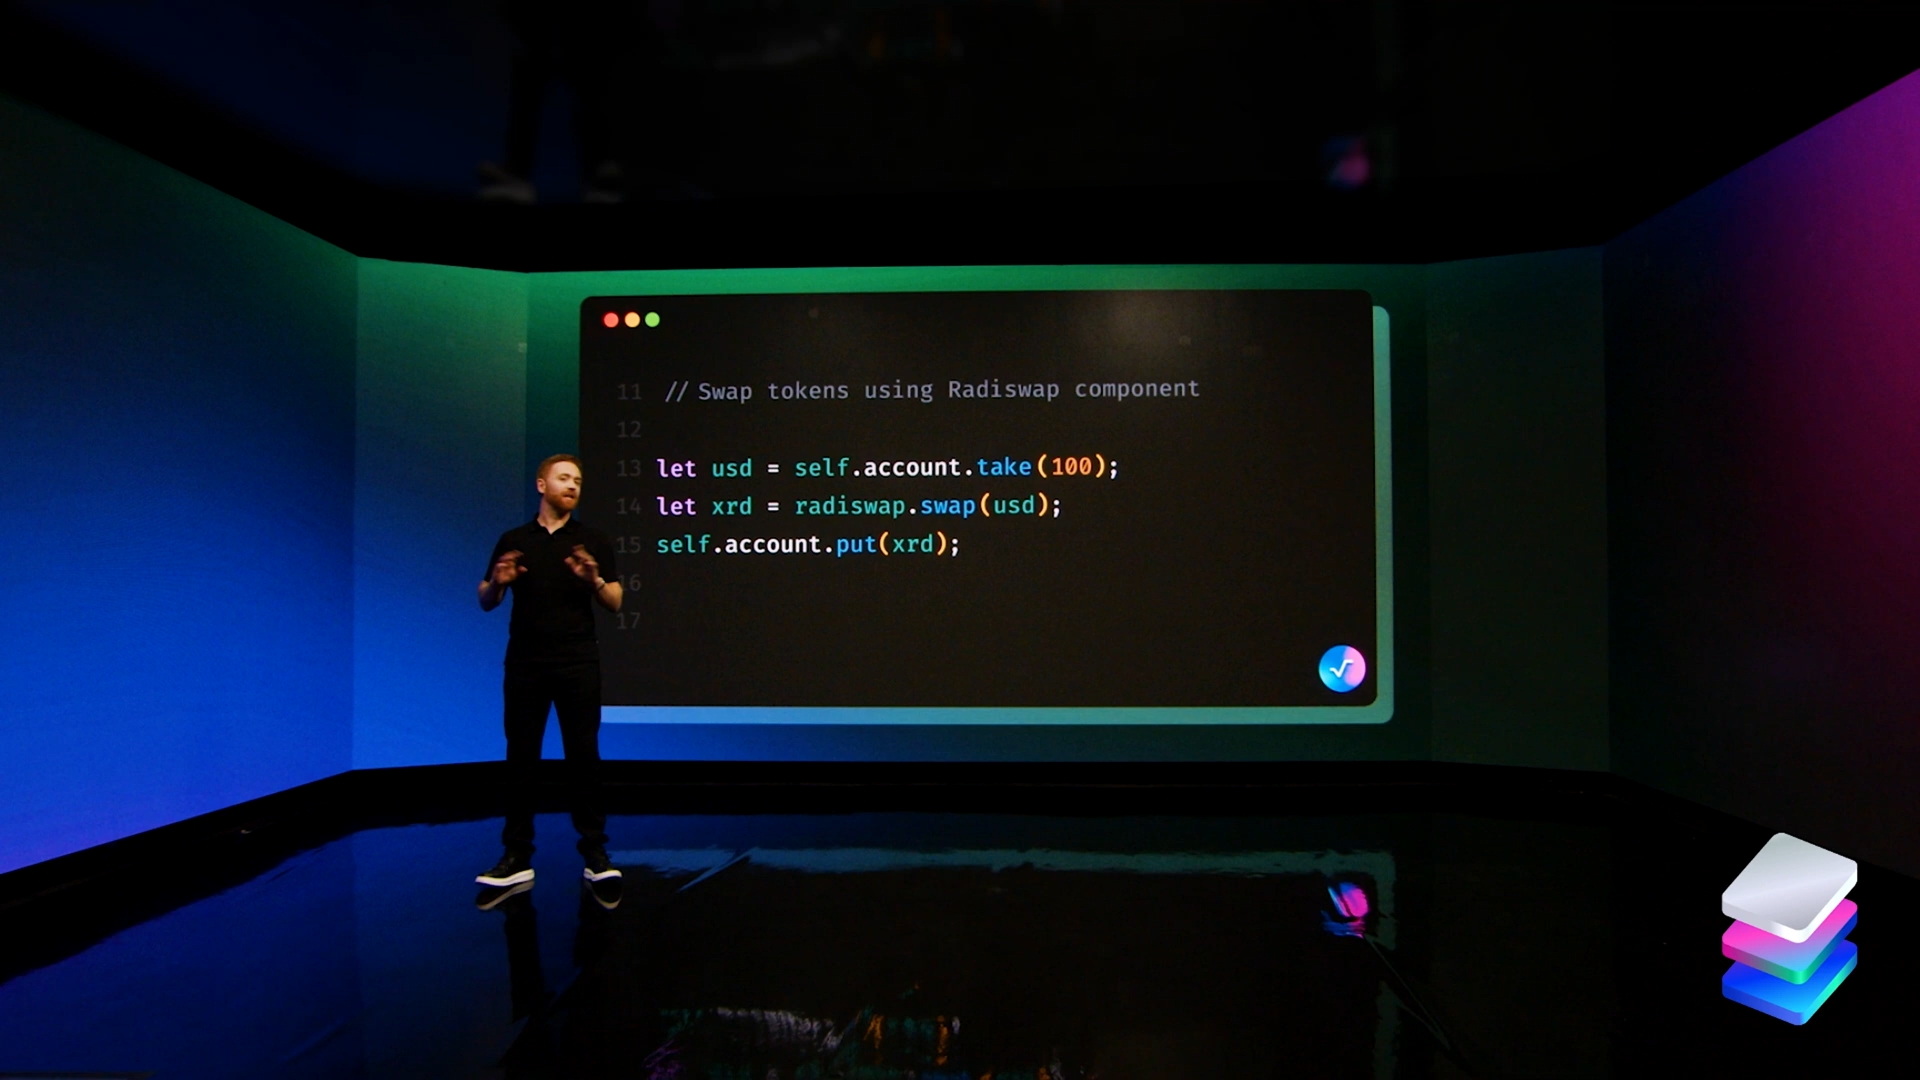 11 // Swap tokens using Radiswap component
12
13 let usd = self.account.take(100);
14 let xrd = radiswap.swap(usd);
15 self.account.put(xrd);
16
17